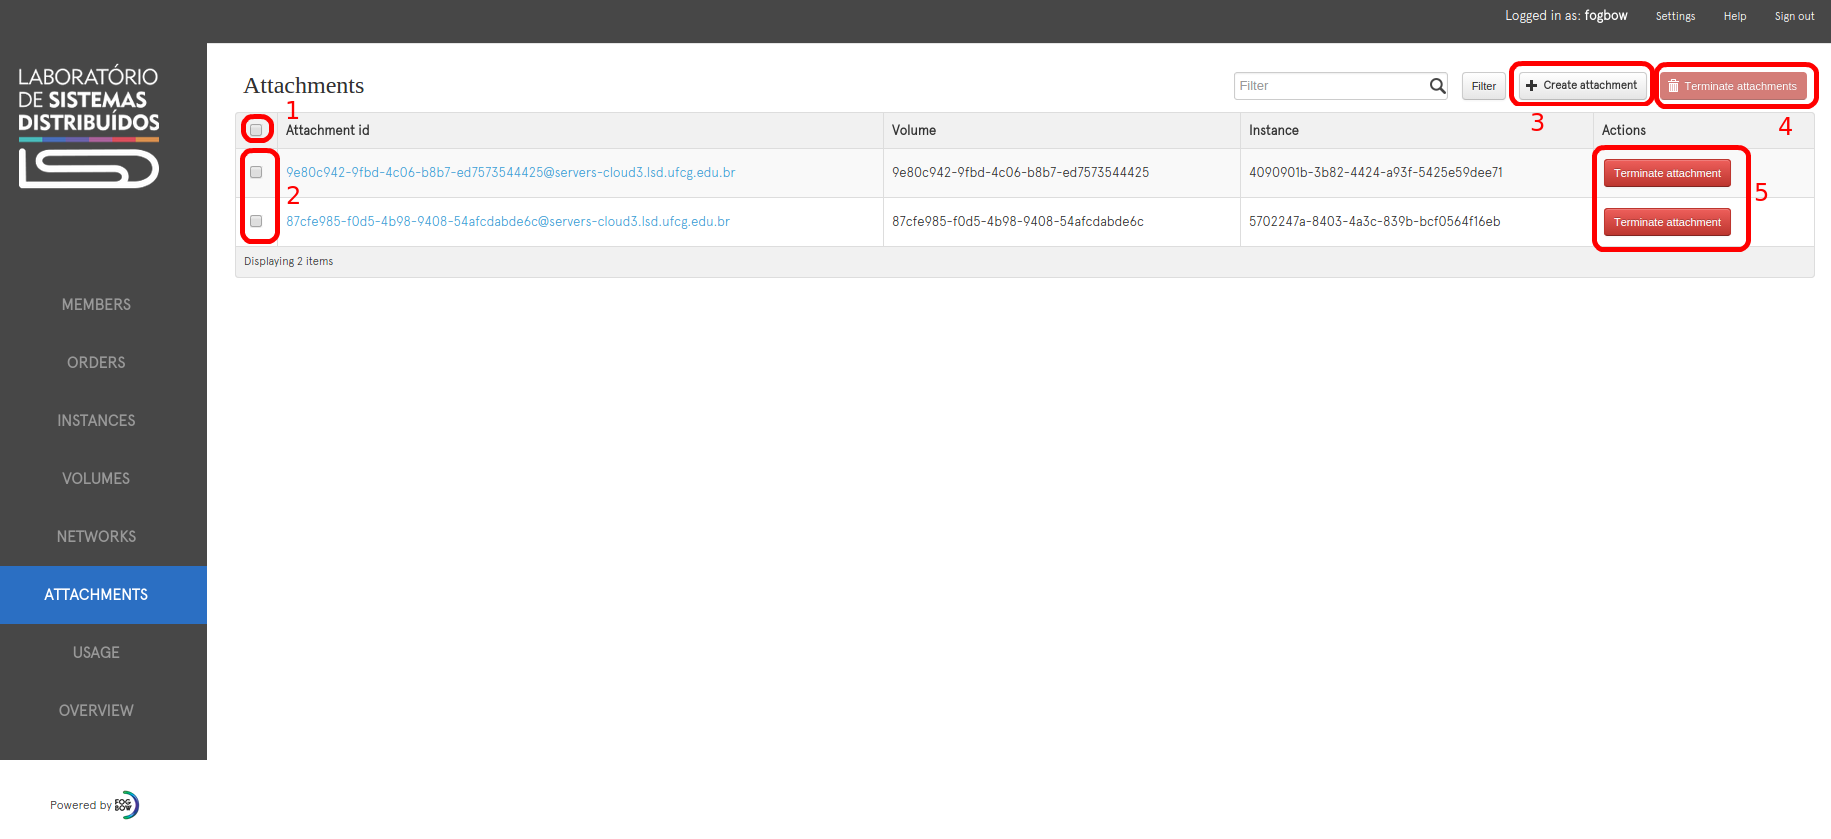 Logged in as: fogbow Settings Help Sign out
LABORATÓRIO
DE SISTEMAS
DISTRIBUÍDOS
Attachments
Filter Filter Create attachment Terminate attachments
1
3
4
Attachment id Volume Instance Actions
9e80c942-9fbd-4c06-b8b7-ed7573544425@servers-cloud3.lsd.ufcg.edu.br 9e80c942-9fbd-4c06-b8b7-ed7573544425 4090901b-3b82-4424-a93f-5425e59dee71 Terminate attachment
2
5
87cfe985-f0d5-4b98-9408-54afcdabde6c@servers-cloud3.lsd.ufcg.edu.br 87cfe985-f0d5-4b98-9408-54afcdabde6c 5702247a-8403-4a3c-839b-bcf0564f16eb Terminate attachment
Displaying 2 items
MEMBERS
ORDERS
INSTANCES
VOLUMES
NETWORKS
ATTACHMENTS
USAGE
OVERVIEW
Powered by FOG
BOW